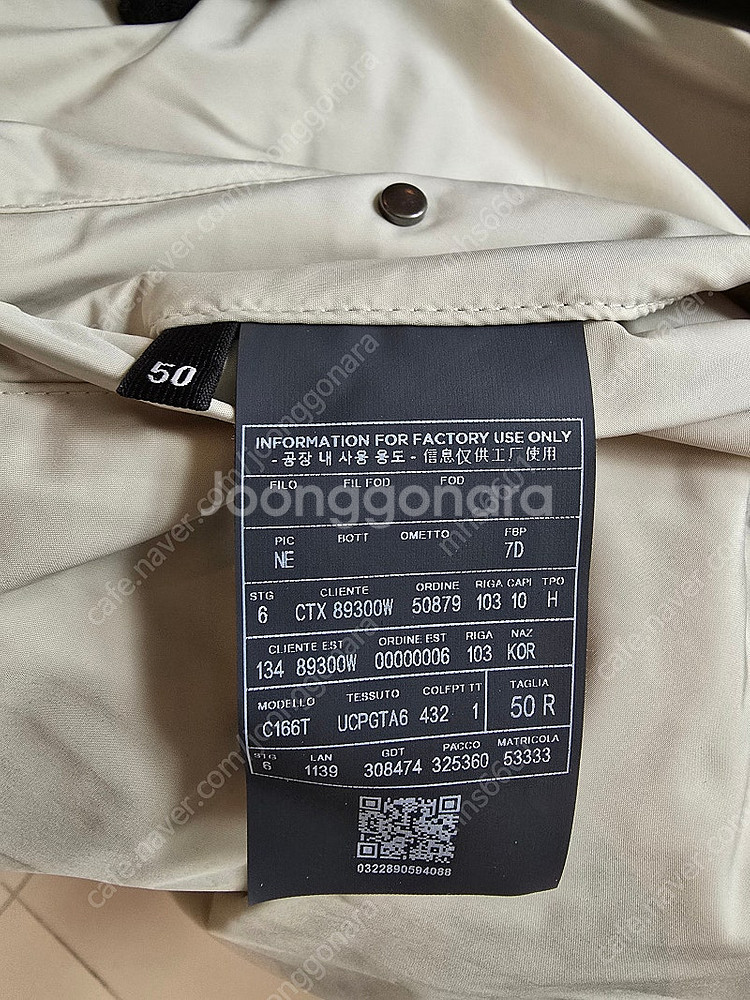 50
INFORMATION FOR FACTORY USE ONLY
- 공장 내 사용 용도 - 信息仅供工厂使用
FILO FIL FOD FOD
Joonggonara
PIC BOTT OMETTO FBP
NE 7D
STG CLIENTE ORDINE RIGA CAPI TPO
6 CTX 89300W 50879 103 10 H
CLIENTE EST ORDINE EST RIGA NAZ
134 89300W 00000006 103 KOR
MODELLO TESSUTO COLFPT TT TAGLIA
C166T UCPGTA6 432 1 50 R
STG LAN GDT PACCO MATRICOLA
6 1139 308474 325360 53333
0322890594088